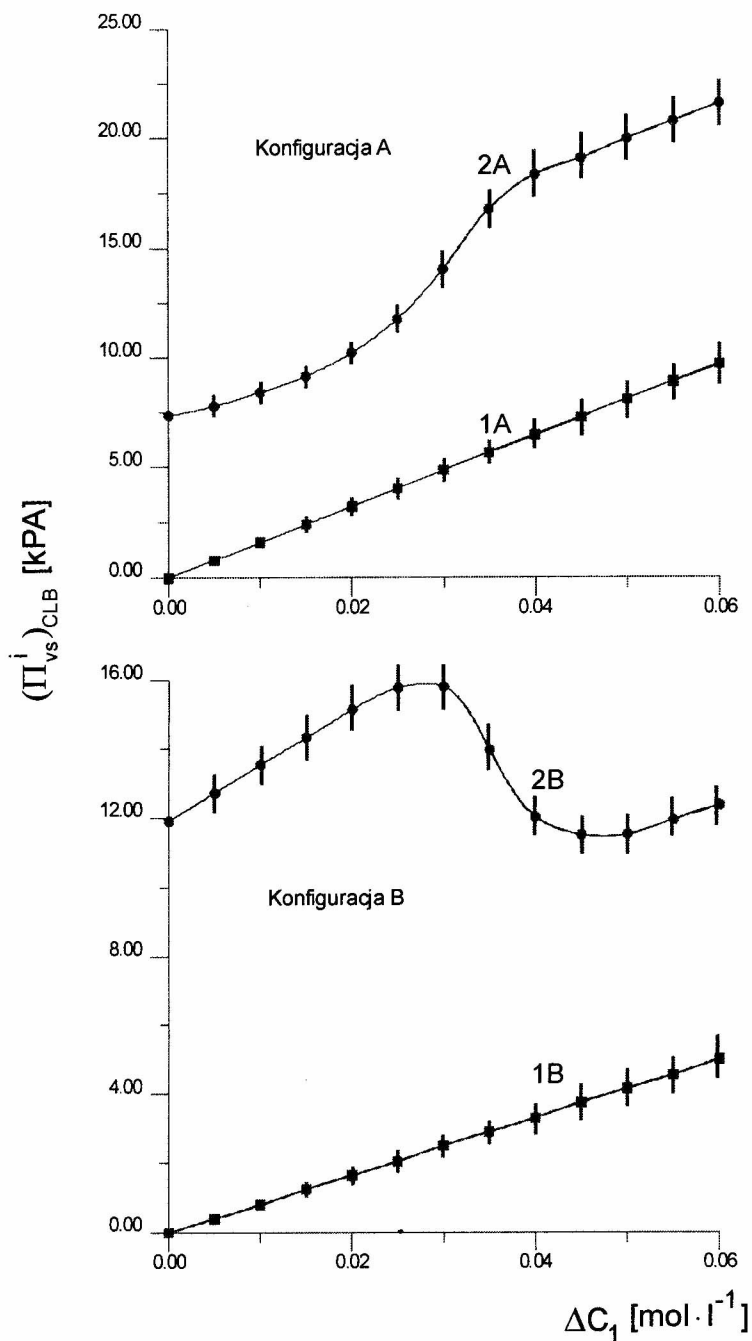 25.00
20.00
Konfiguracja A
2A
15.00
10.00
1A
5.00
0.00
0.00
0.02
0.04
0.06
(Π^i_vs)_CLB [kPA]
16.00
2B
12.00
Konfiguracja B
8.00
1B
4.00
0.00
0.00
0.02
0.04
0.06
ΔC_1 [mol · l^-1]